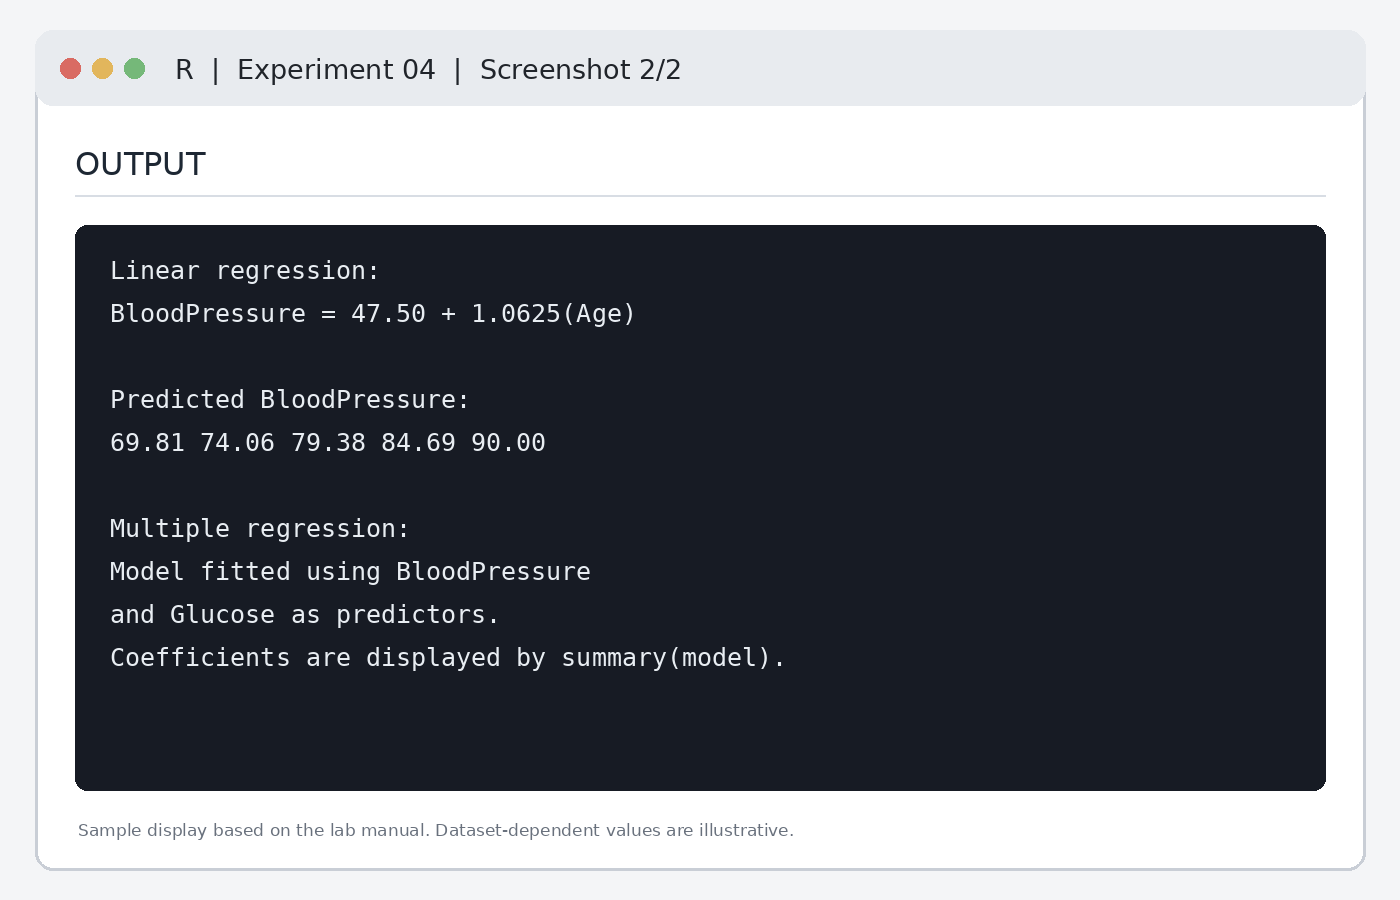 R | Experiment 04 | Screenshot 2/2
OUTPUT
Linear regression:
BloodPressure = 47.50 + 1.0625(Age)
Predicted BloodPressure:
69.81 74.06 79.38 84.69 90.00
Multiple regression:
Model fitted using BloodPressure
and Glucose as predictors.
Coefficients are displayed by summary(model).
Sample display based on the lab manual. Dataset-dependent values are illustrative.